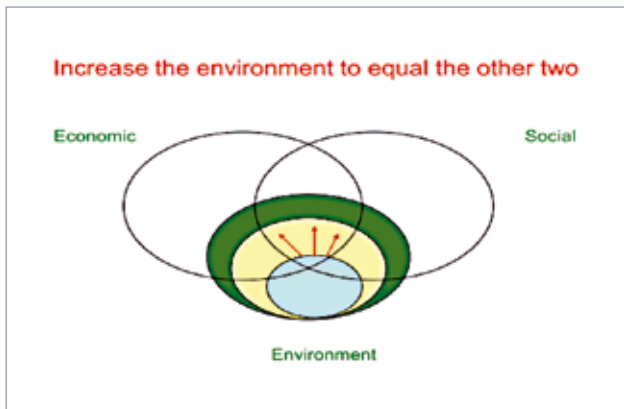 Increase the environment to equal the other two
Economic
Social
Environment